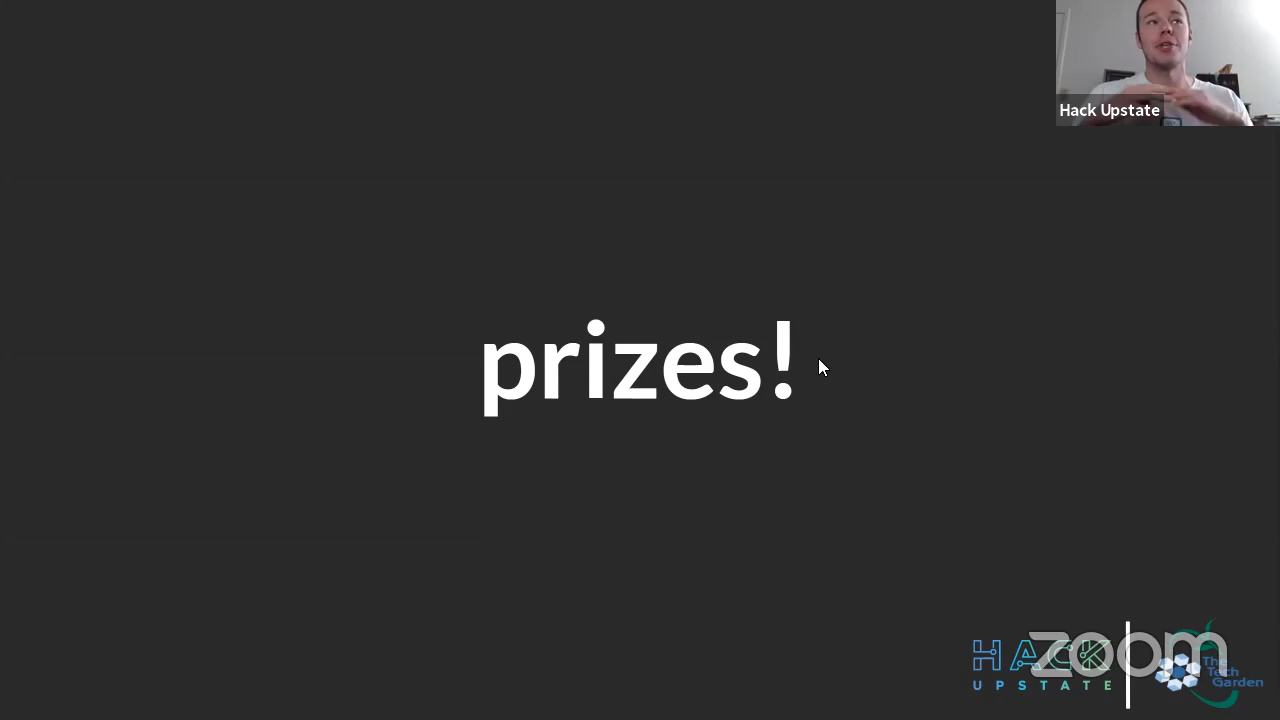 Hack Upstate
prizes!
HACK
UPSTATE
zoom
The
Tech
Garden